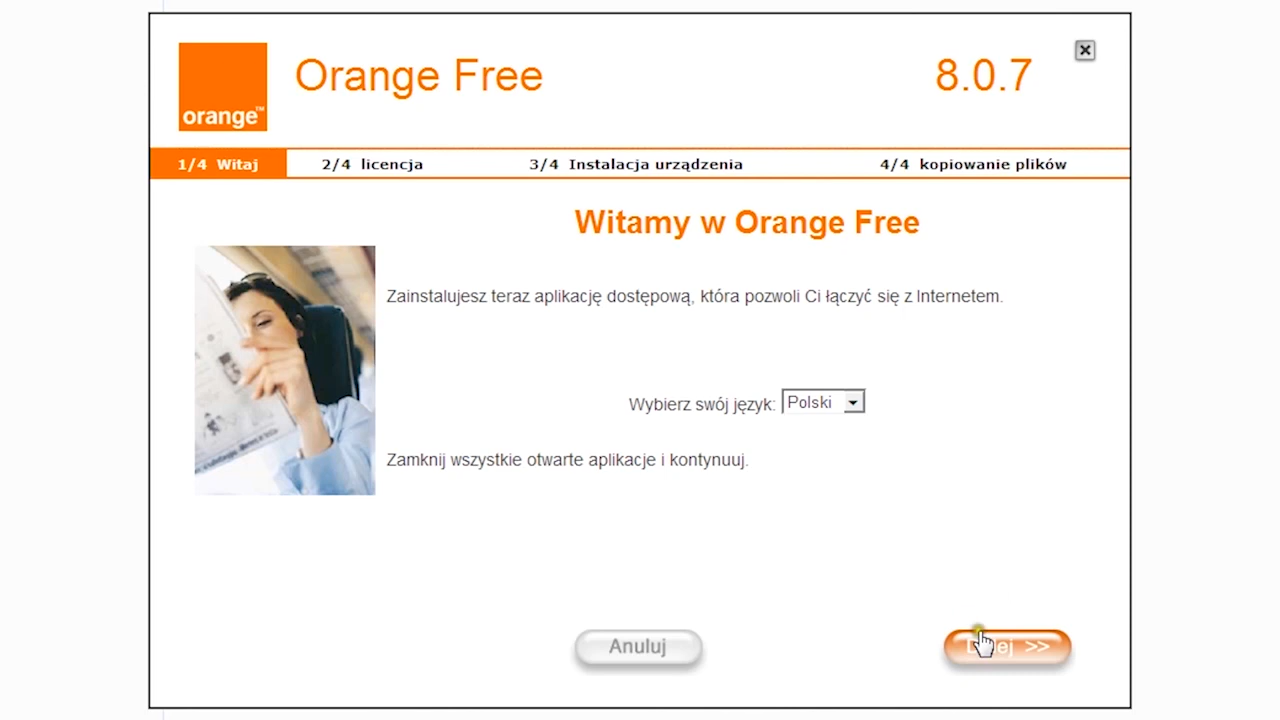 orange™
Orange Free
8.0.7
1/4 Witaj
2/4 licencja
3/4 Instalacja urządzenia
4/4 kopiowanie plików
Witamy w Orange Free
Zainstalujesz teraz aplikację dostępową, która pozwoli Ci łączyć się z Internetem.
Wybierz swój język: Polski
Zamknij wszystkie otwarte aplikacje i kontynuuj.
Anuluj
>>